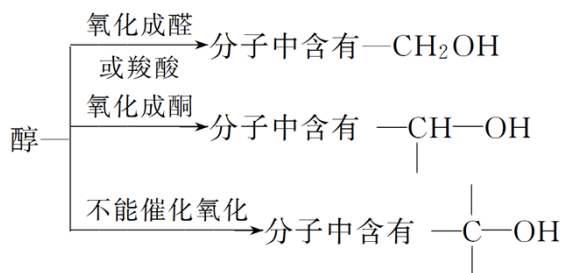 氧化成醛
或羧酸
分子中含有—CH₂OH
氧化成酮
分子中含有 —CH—OH
醇
不能催化氧化
分子中含有 —C—OH